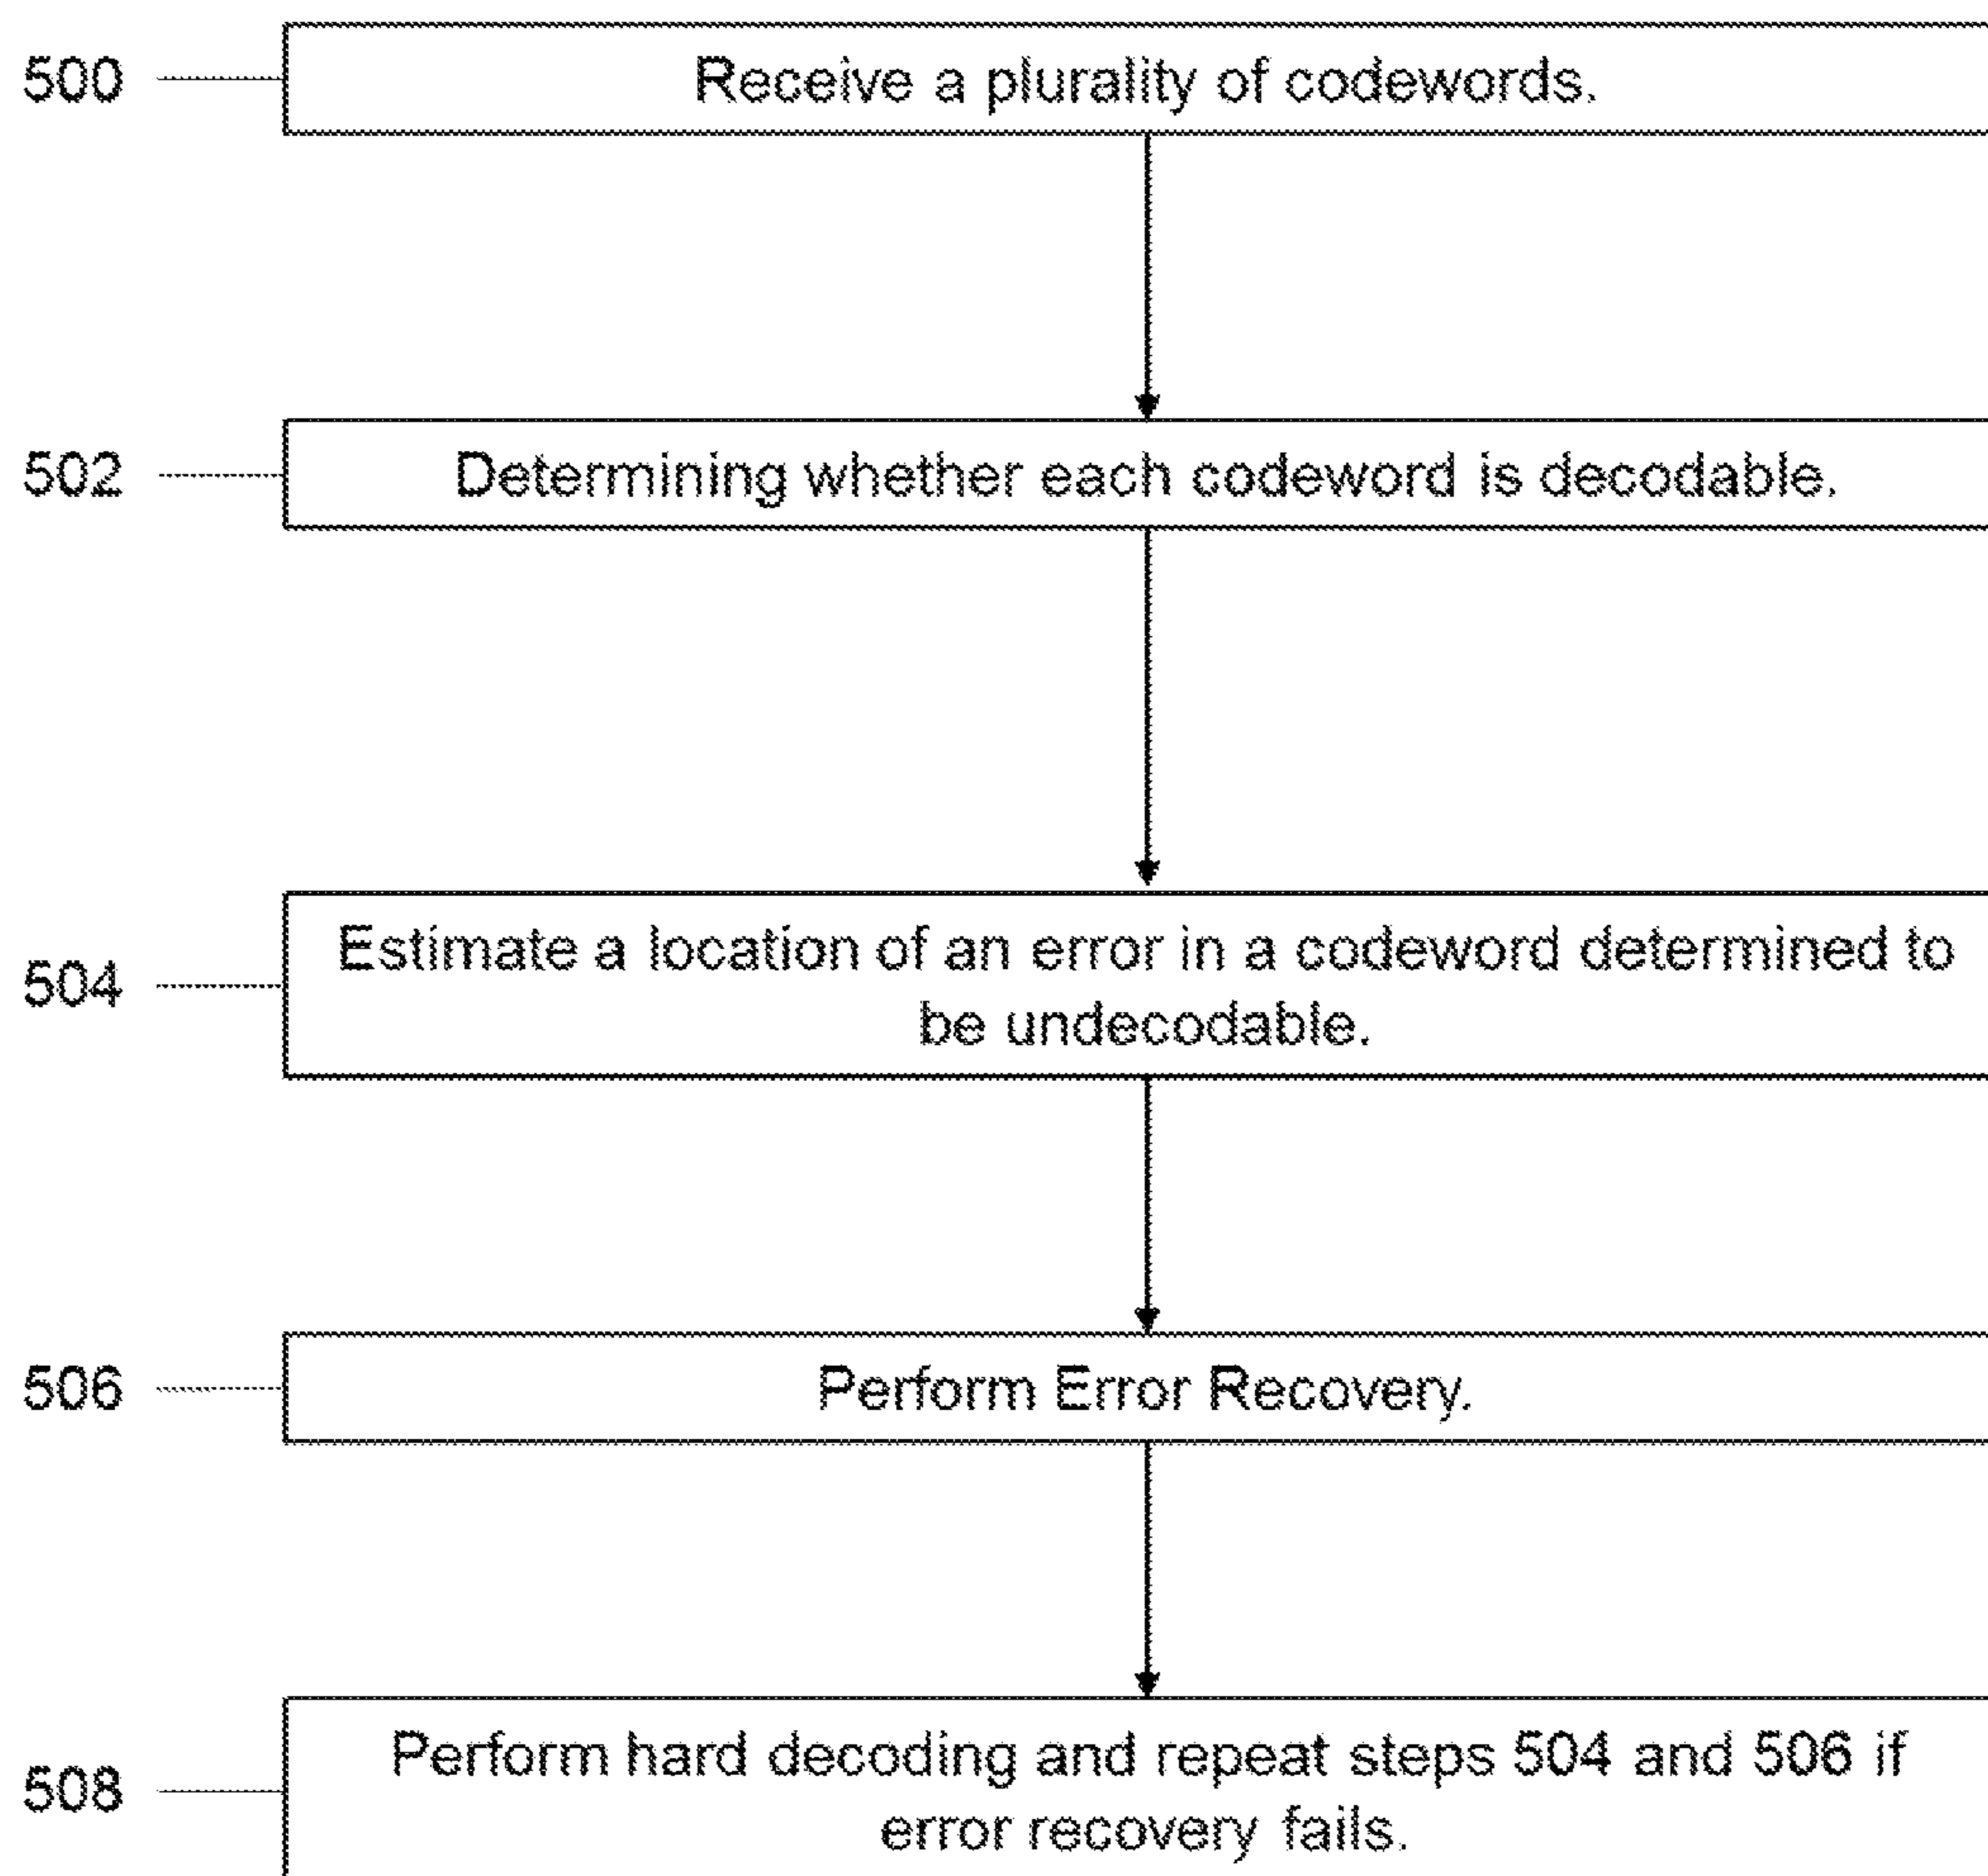 500
Receive a plurality of codewords.
502
Determining whether each codeword is decodable.
504
Estimate a location of an error in a codeword determined to
be undecodable.
506
Perform Error Recovery.
508
Perform hard decoding and repeat steps 504 and 506 if
error recovery fails.